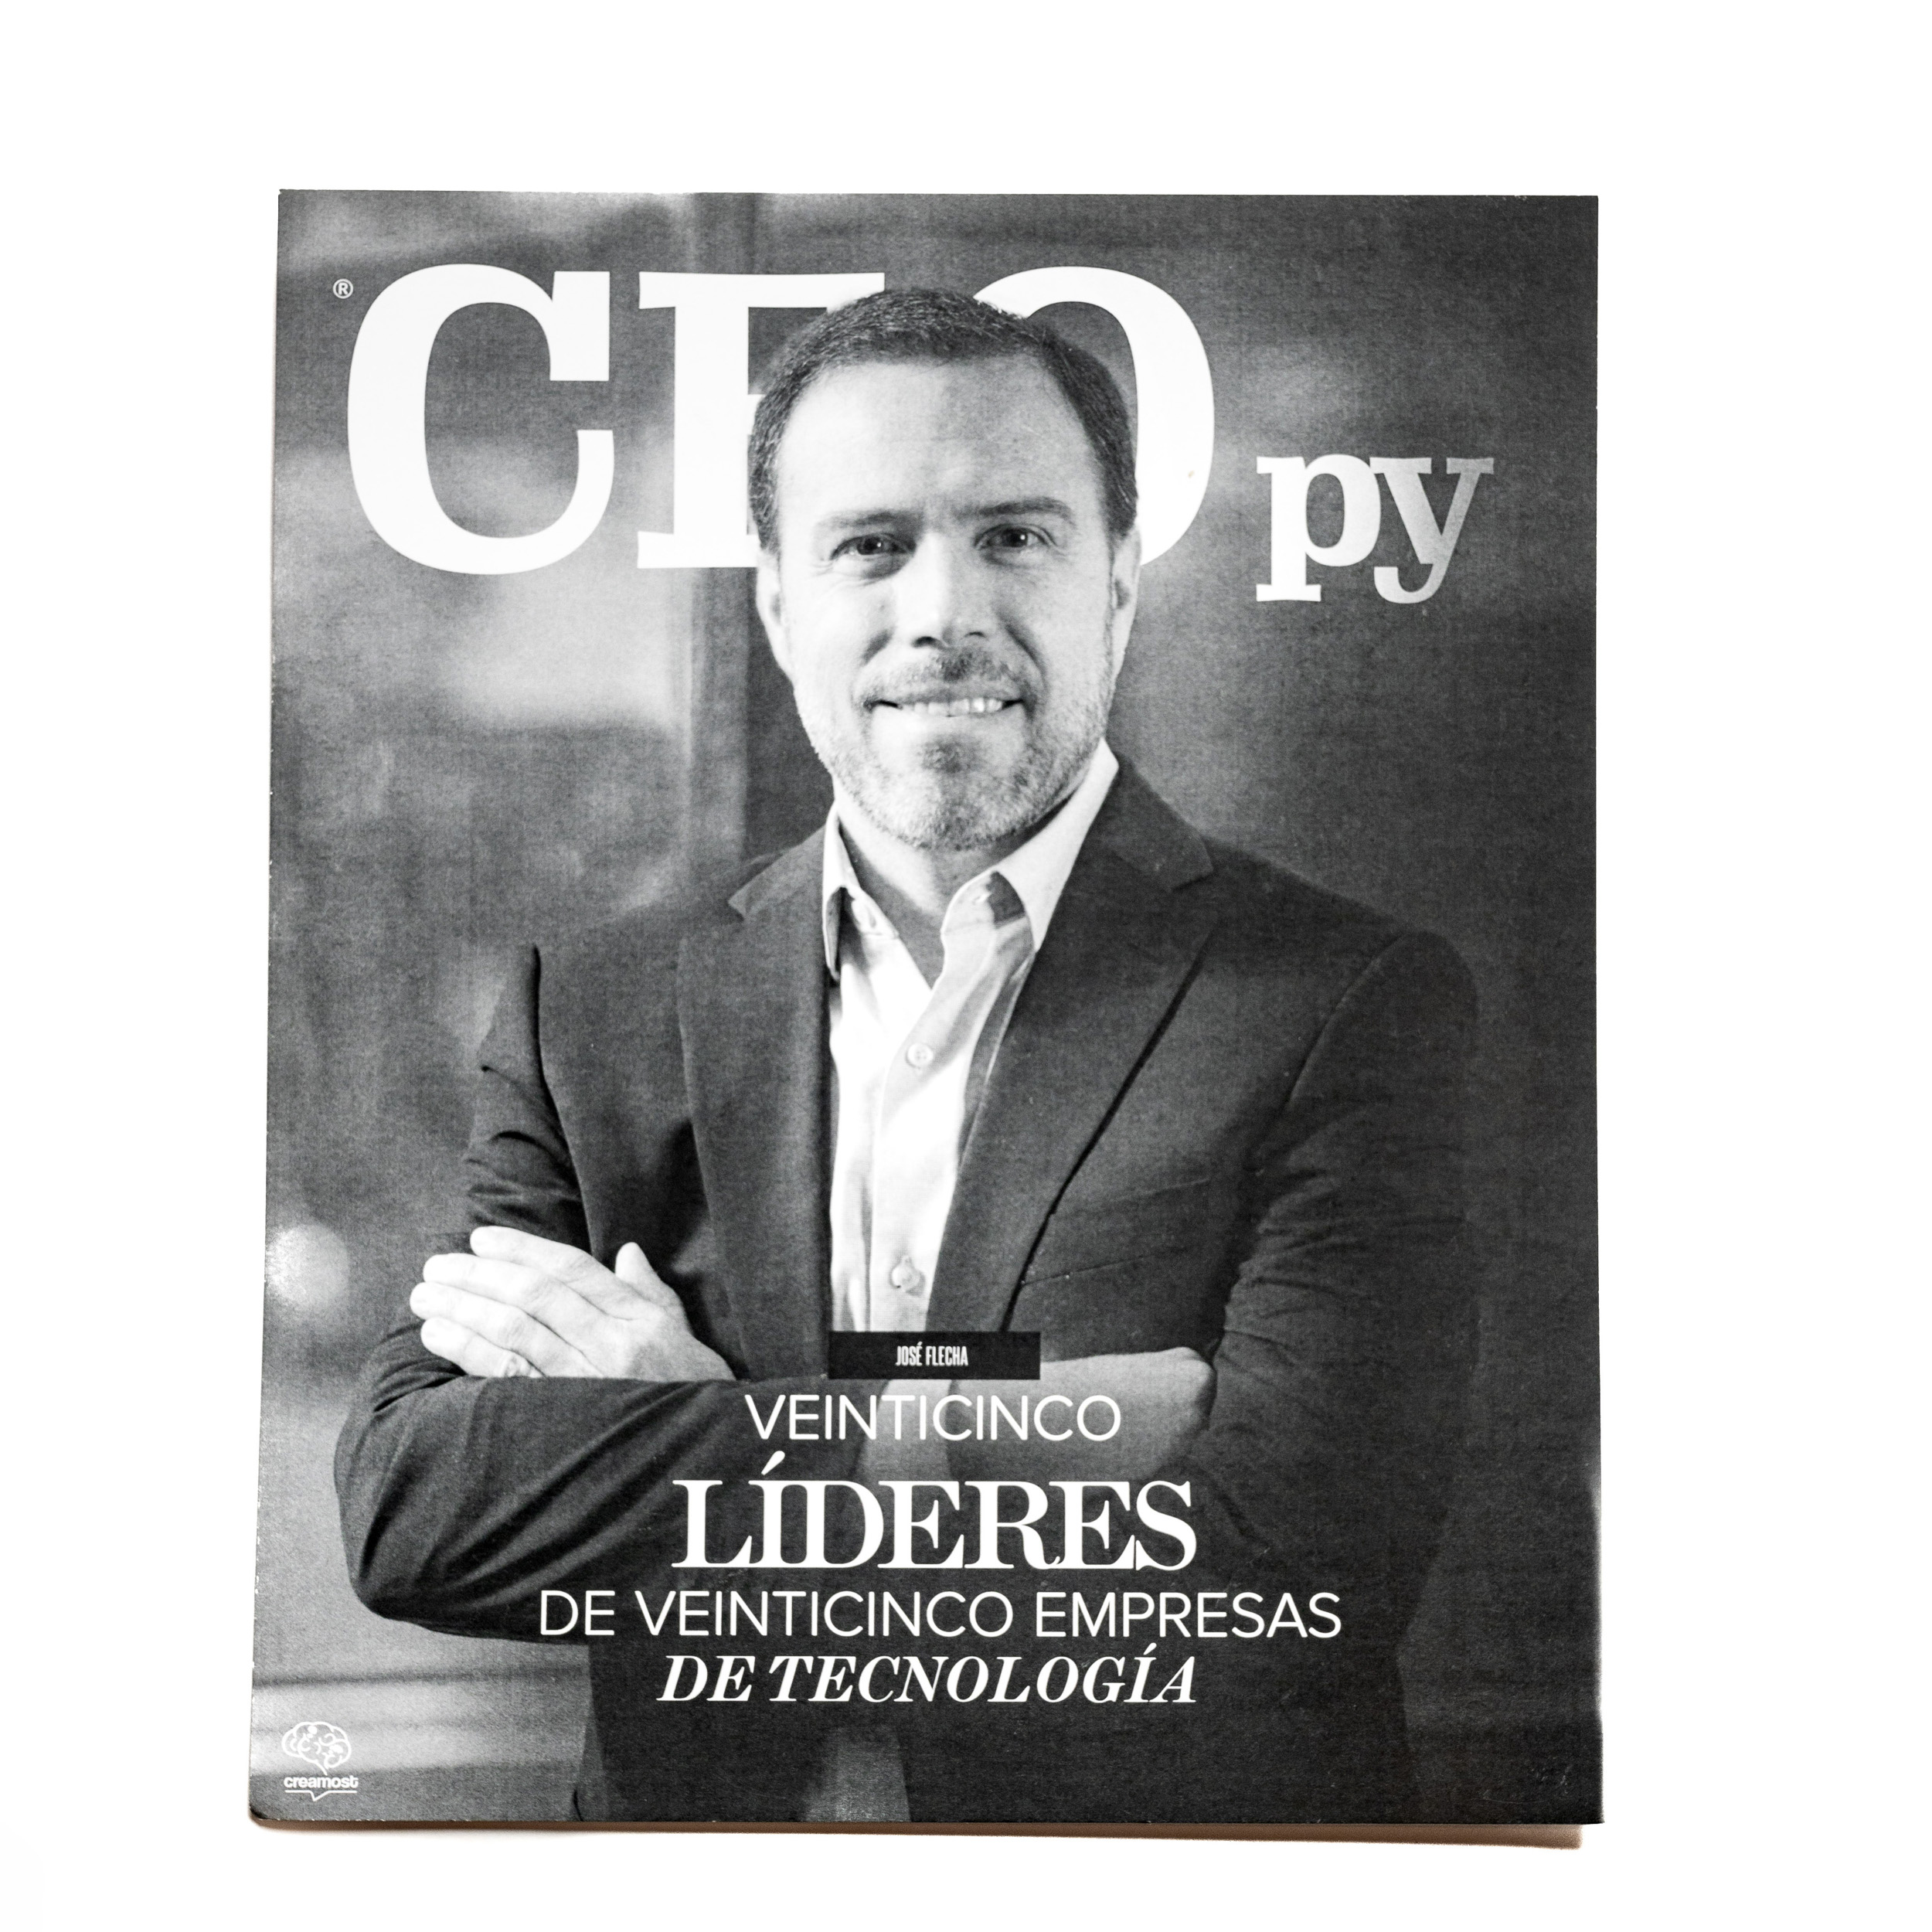 ® CEO py
JOSÉ FLECHA
VEINTICINCO
LÍDERES
DE VEINTICINCO EMPRESAS
DE TECNOLOGÍA
creamost